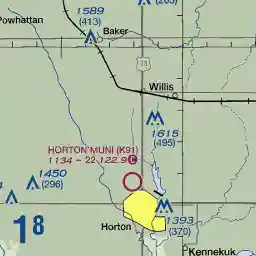 Powhattan
1589
(413)
Baker
73
Willis
1615
(495)
HORTON MUNI (K91)
1134 - 22 122.9 C
1450
(296)
18
1393
(370)
Horton
Kennekuk